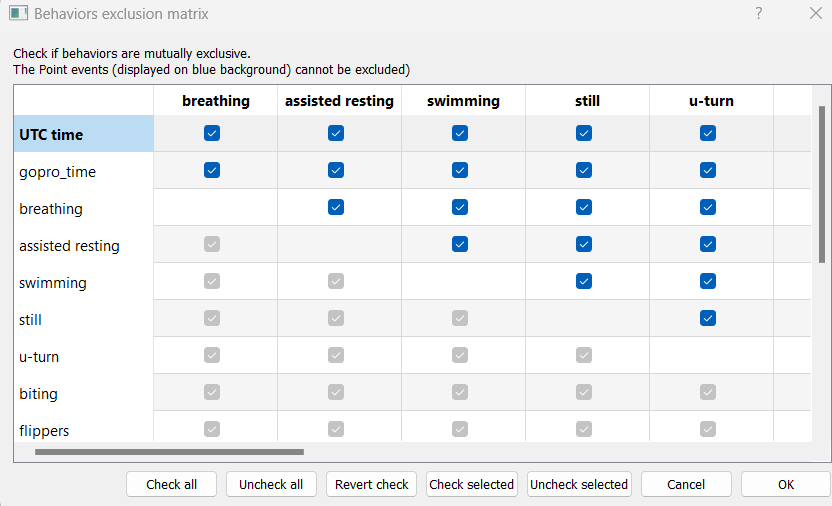 Behaviors exclusion matrix
?
Check if behaviors are mutually exclusive.
The Point events (displayed on blue background) cannot be excluded)
breathing assisted resting swimming still u-turn
UTC time
gopro_time
breathing
assisted resting
swimming
still
u-turn
biting
flippers
Check all Uncheck all Revert check Check selected Uncheck selected Cancel OK